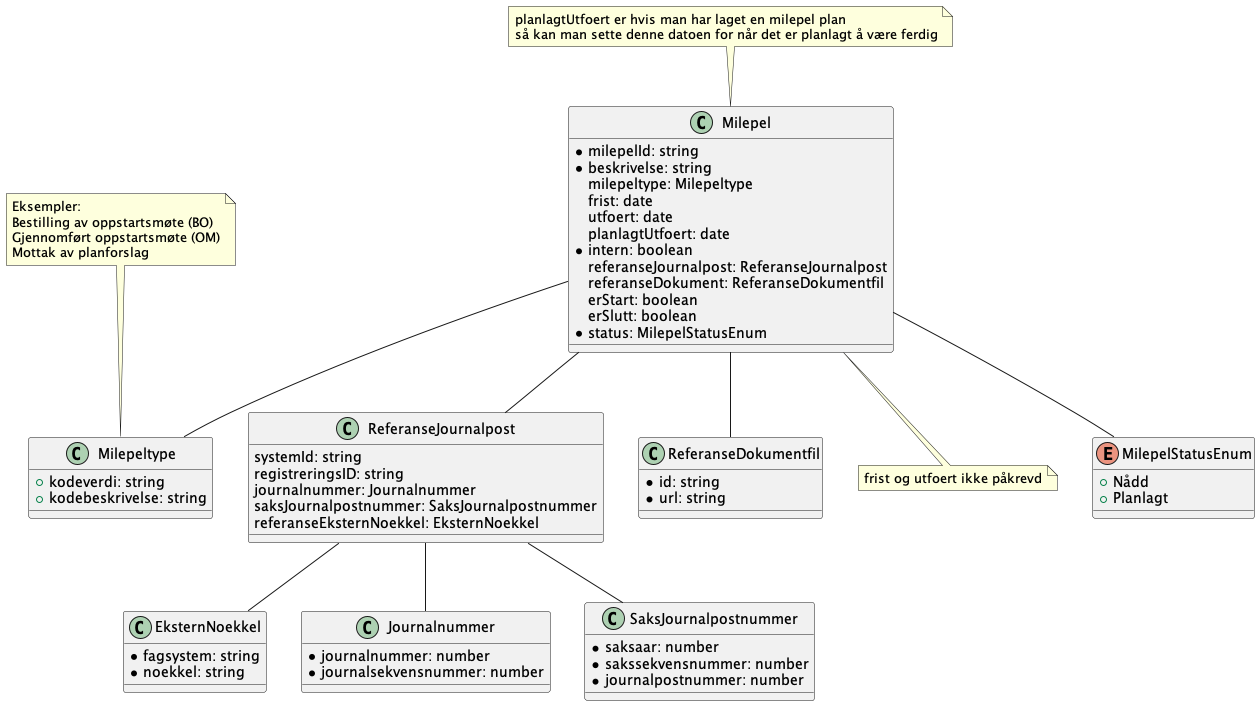 planlagtUtfoert er hvis man har laget en milepel plan
så kan man sette denne datoen for når det er planlagt å være ferdig
C Milepel
milepelId: string
beskrivelse: string
milepeltype: Milepeltype
frist: date
utfoert: date
planlagtUtfoert: date
intern: boolean
referanseJournalpost: ReferanseJournalpost
referanseDokument: ReferanseDokumentfil
erStart: boolean
erSlutt: boolean
status: MilepelStatusEnum
Eksempler:
Bestilling av oppstartsmøte (BO)
Gjennomført oppstartsmøte (OM)
Mottak av planforslag
C Milepeltype
kodeverdi: string
kodebeskrivelse: string
C ReferanseJournalpost
systemId: string
registreringsID: string
journalnummer: Journalnummer
saksJournalpostnummer: SaksJournalpostnummer
referanseEksternNoekkel: EksternNoekkel
C ReferanseDokumentfil
id: string
url: string
frist og utfoert ikke påkrevd
E MilepelStatusEnum
Nådd
Planlagt
C EksternNoekkel
fagsystem: string
noekkel: string
C Journalnummer
journalnummer: number
journalsekvensnummer: number
C SaksJournalpostnummer
saksaar: number
sakssekvensnummer: number
journalpostnummer: number